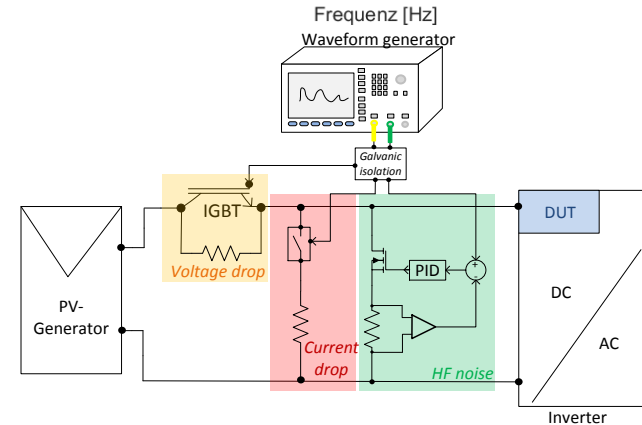 Frequenz [Hz]
Waveform generator
Galvanic
isolation
IGBT
Voltage drop
PV-
Generator
Current
drop
PID
+
-
HF noise
DUT
DC
AC
Inverter